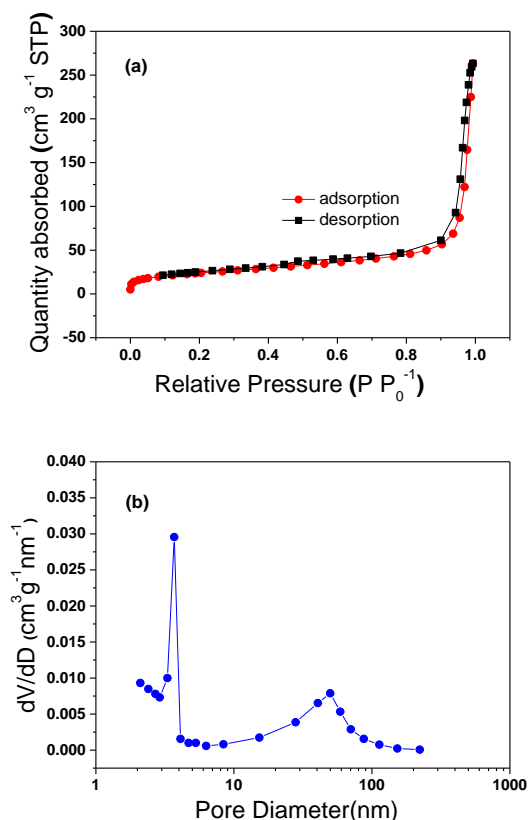 (a)
Quantity absorbed (cm³ g⁻¹ STP)
300
250
200
150
100
50
0
-50
adsorption
desorption
0.0 0.2 0.4 0.6 0.8 1.0
Relative Pressure (P P₀⁻¹)
(b)
dV/dD (cm³g⁻¹nm⁻¹)
0.040
0.035
0.030
0.025
0.020
0.015
0.010
0.005
0.000
1 10 100 1000
Pore Diameter(nm)